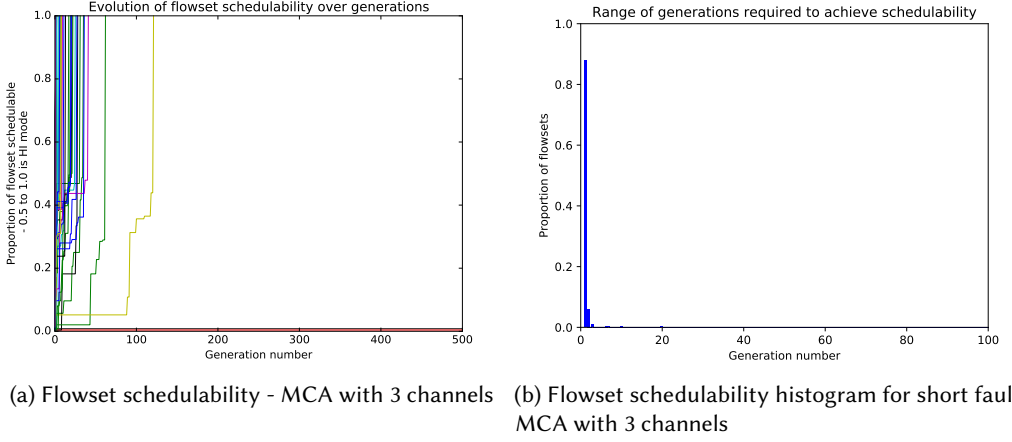 Evolution of flowset schedulability over generations
1.0
0.8
0.6
0.4
0.2
0.0
Proportion of flowset schedulable
- 0.5 to 1.0 is HI mode
0 100 200 300 400 500
Generation number
(a) Flowset schedulability - MCA with 3 channels
Range of generations required to achieve schedulability
1.0
0.8
0.6
0.4
0.2
0.0
Proportion of flowsets
0 20 40 60 80 100
Generation number
(b) Flowset schedulability histogram for short faul
MCA with 3 channels